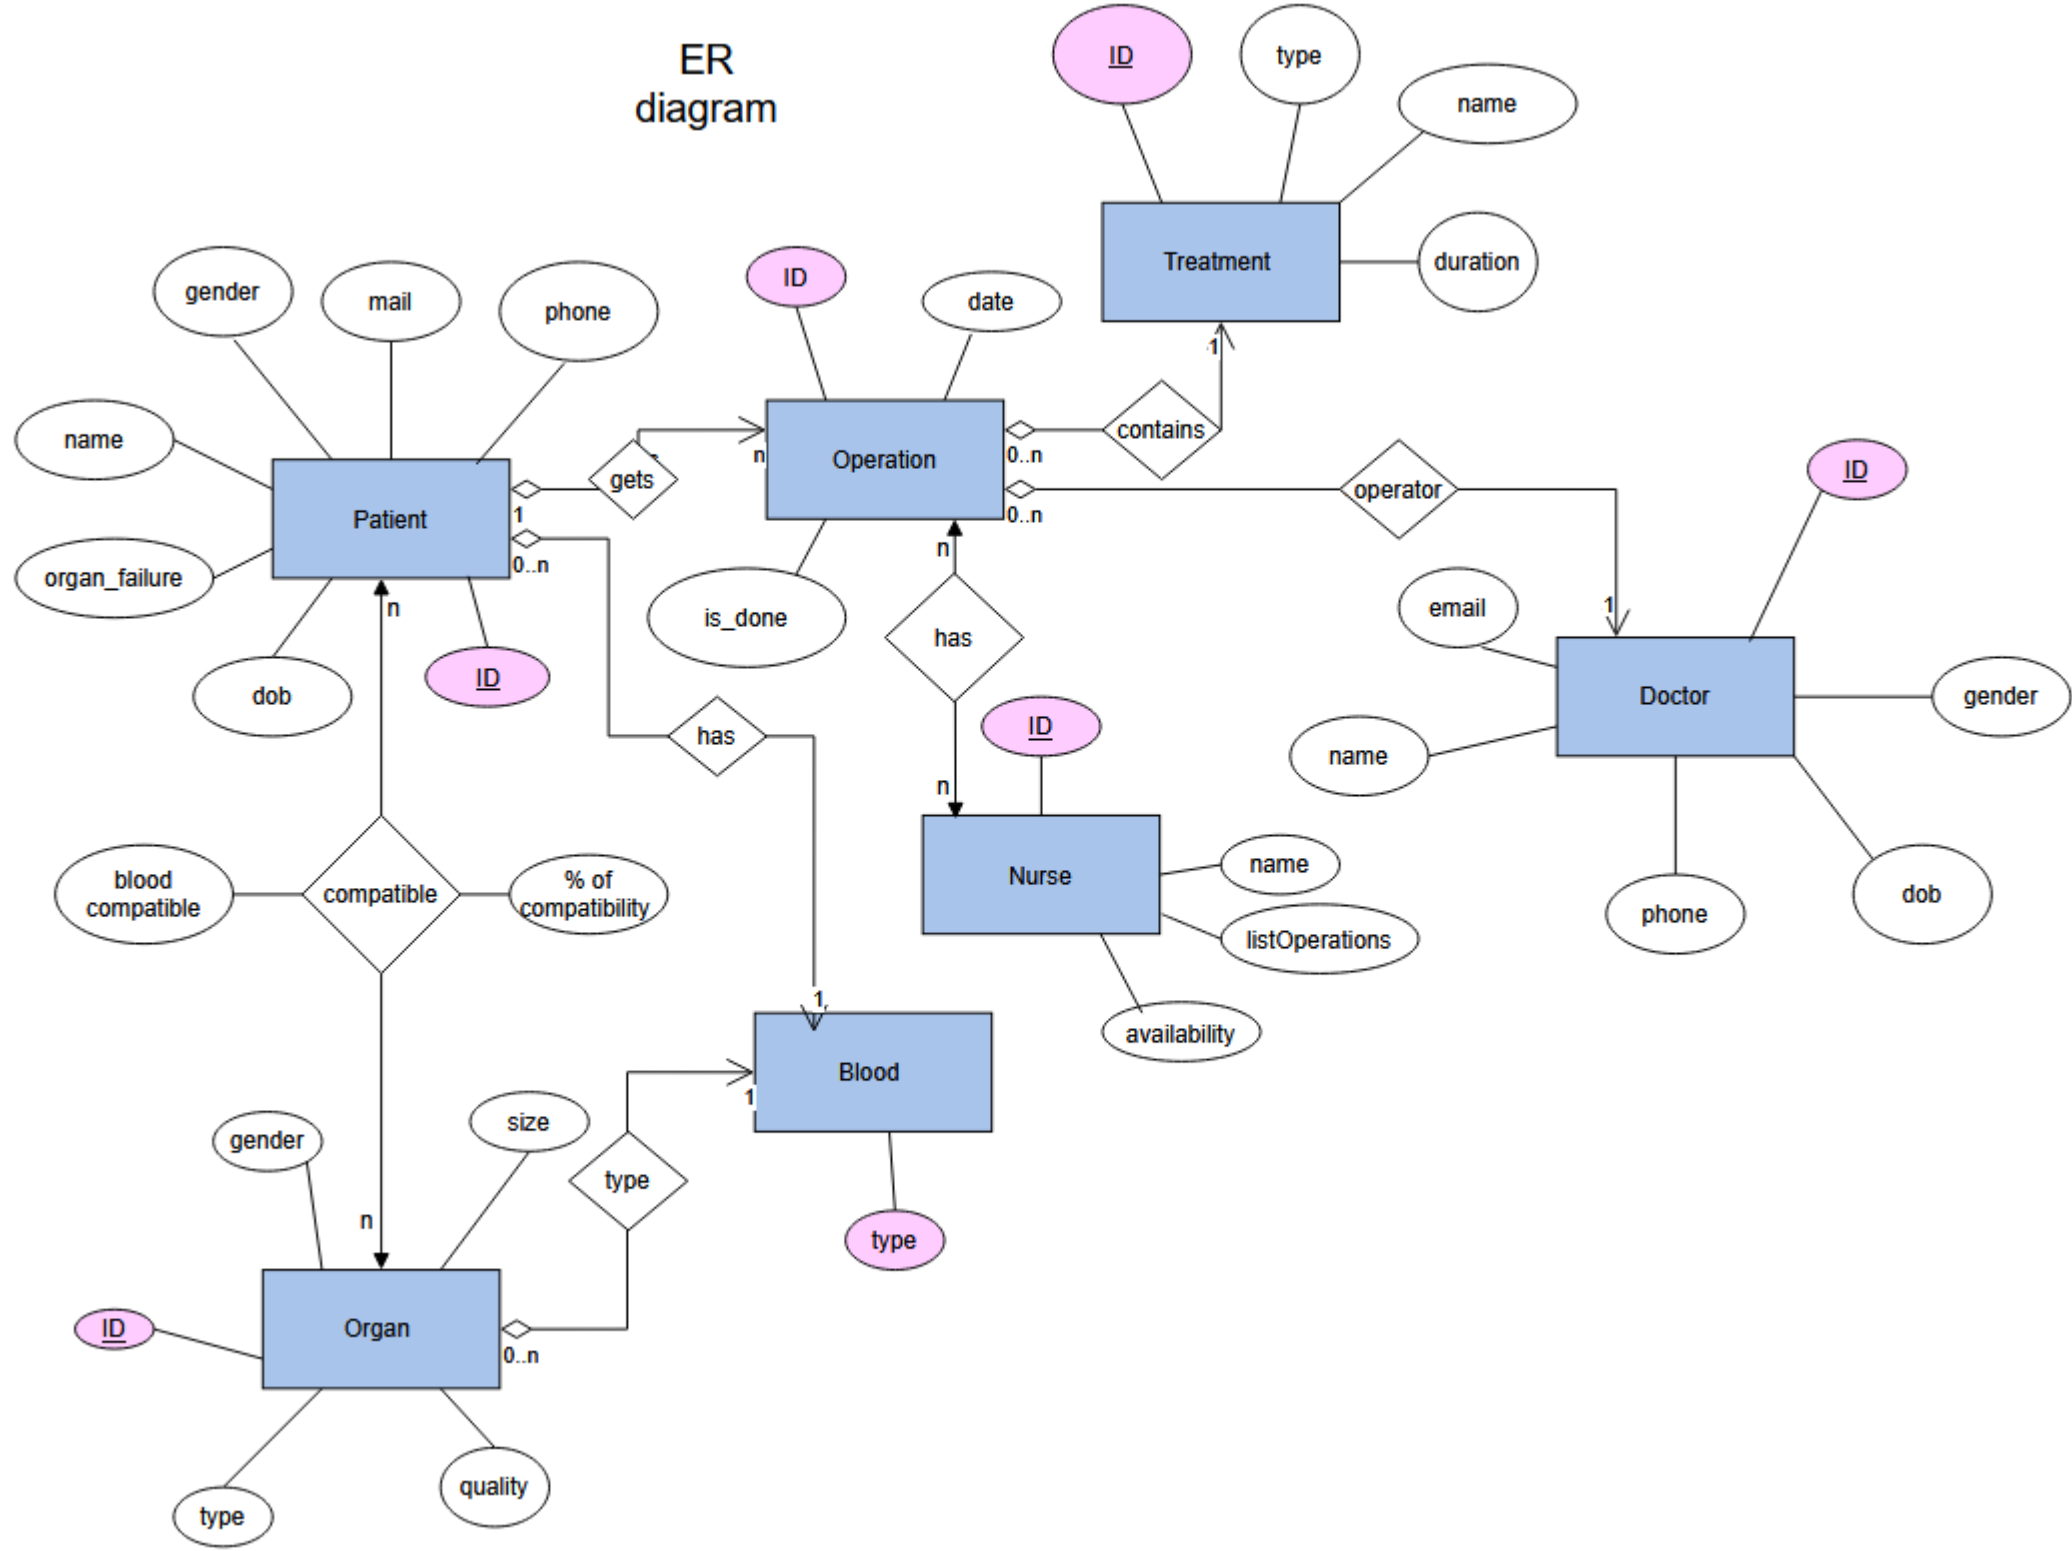 ER
diagram
ID
type
name
Treatment
duration
gender
mail
phone
ID
date
1
name
gets
n
Operation
0..n
contains
0..n
operator
ID
Patient
1
0..n
organ_failure
n
dob
ID
is_done
n
has
email
1
Doctor
gender
name
phone
dob
has
ID
n
Nurse
name
listOperations
availability
blood
compatible
compatible
% of
compatibility
1
Blood
1
type
gender
size
type
n
ID
Organ
0..n
type
quality